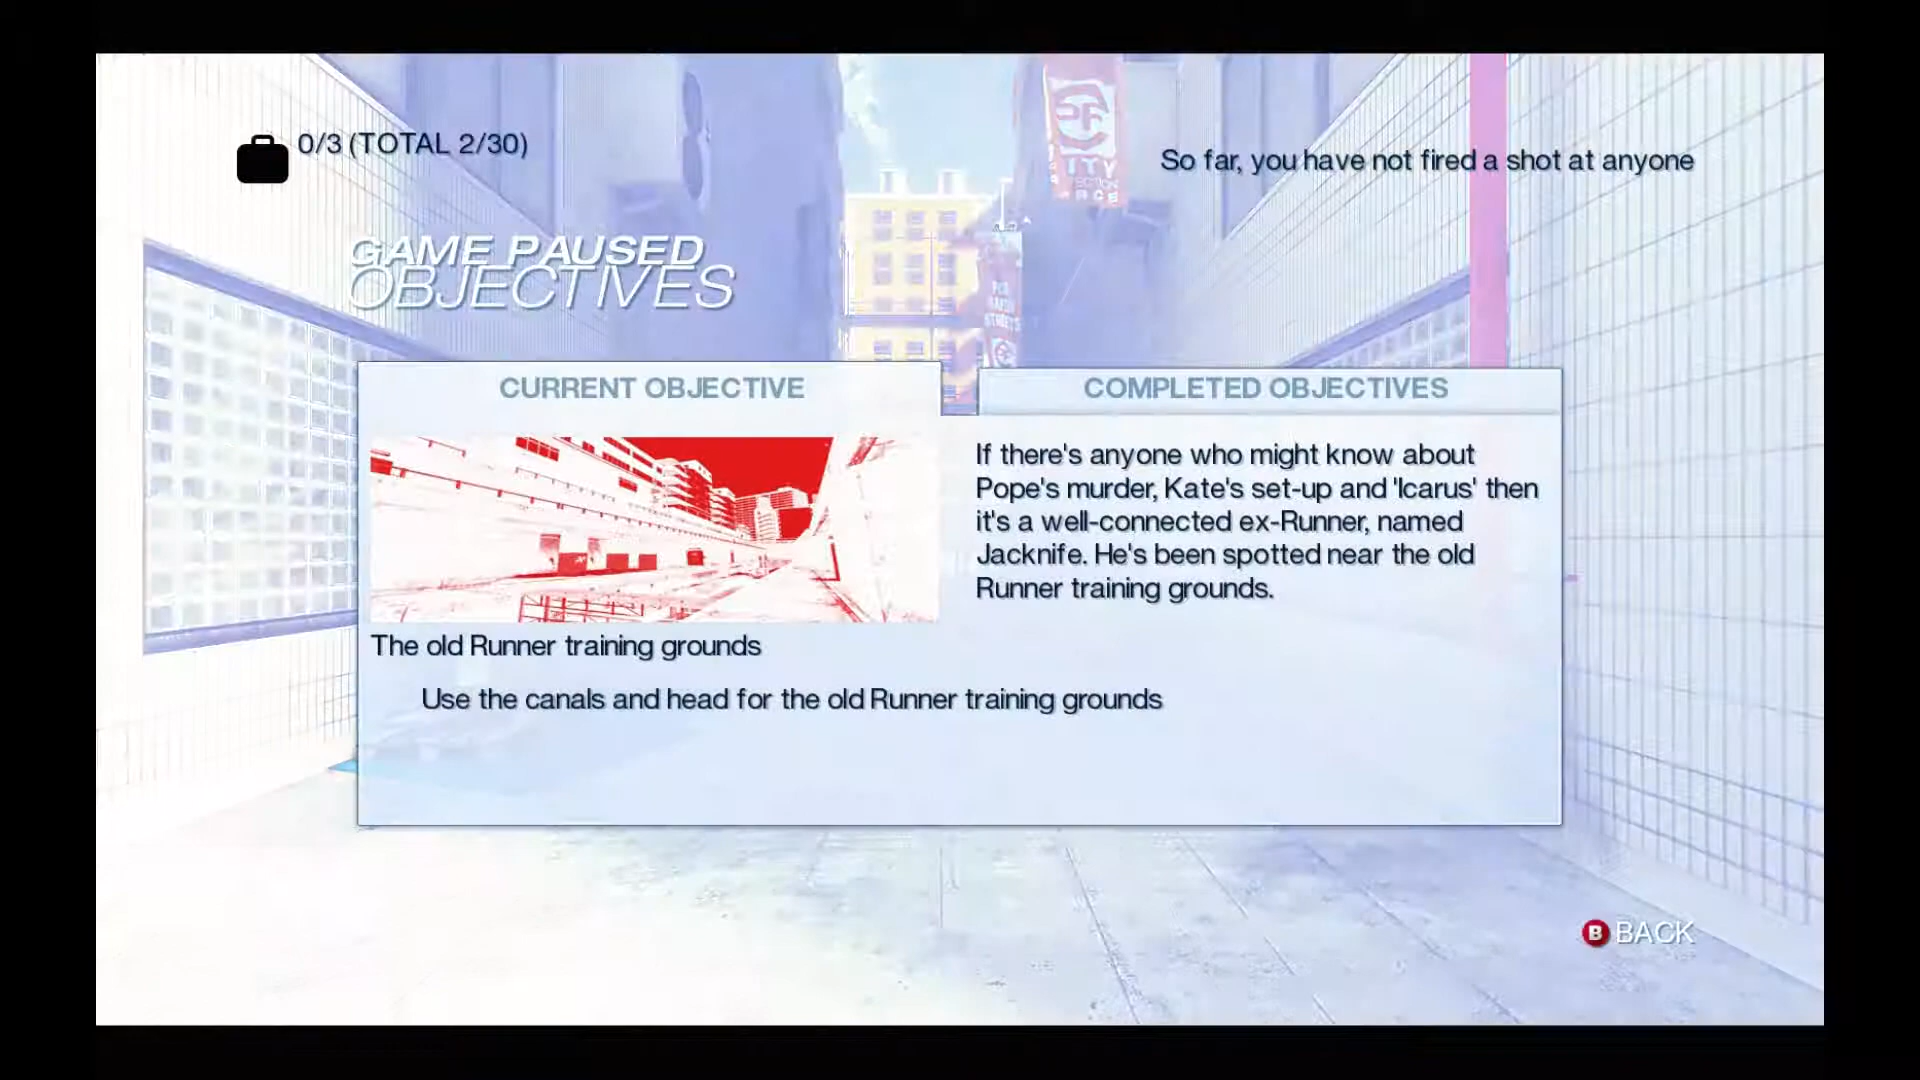 0/3 (TOTAL 2/30)
So far, you have not fired a shot at anyone
GAME PAUSED
OBJECTIVES
CURRENT OBJECTIVE
COMPLETED OBJECTIVES
If there's anyone who might know about
Pope's murder, Kate's set-up and 'Icarus' then
it's a well-connected ex-Runner, named
Jacknife. He's been spotted near the old
Runner training grounds.
The old Runner training grounds
Use the canals and head for the old Runner training grounds
B BACK